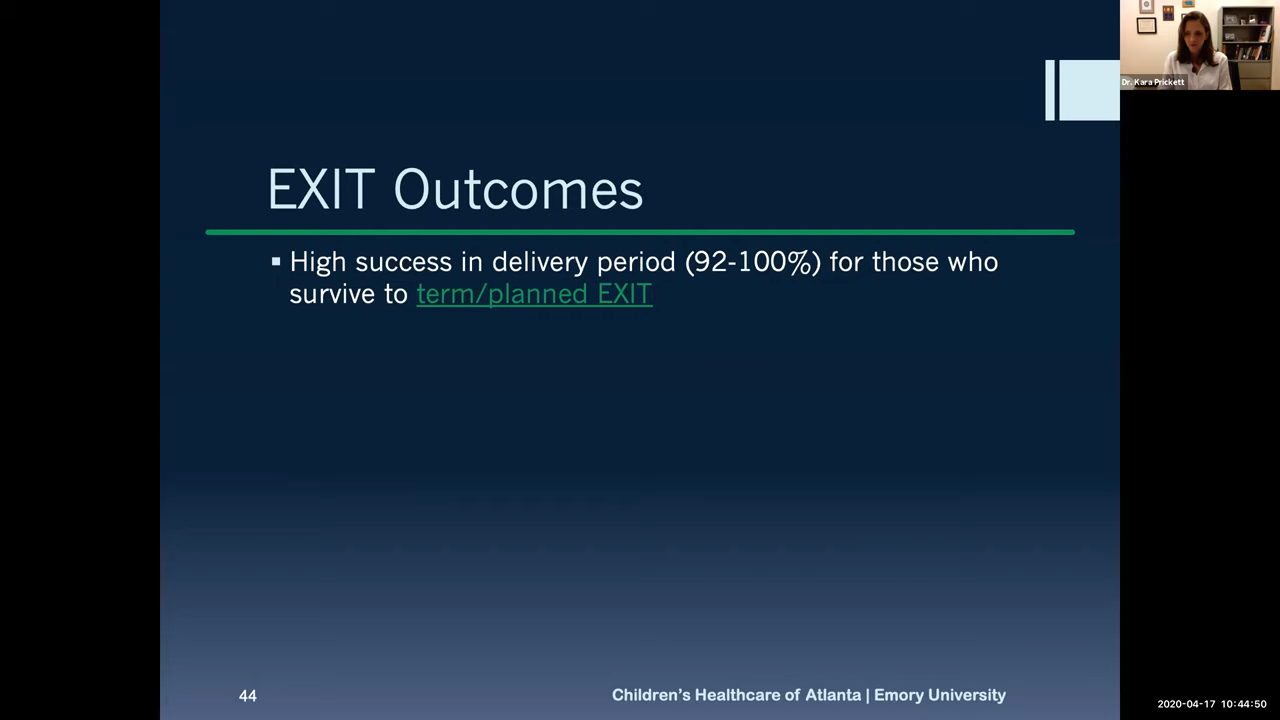 Dr. Kara Prickett
EXIT Outcomes
▪ High success in delivery period (92-100%) for those who
survive to term/planned EXIT
44
Children's Healthcare of Atlanta | Emory University
2020-04-17 10:44:50